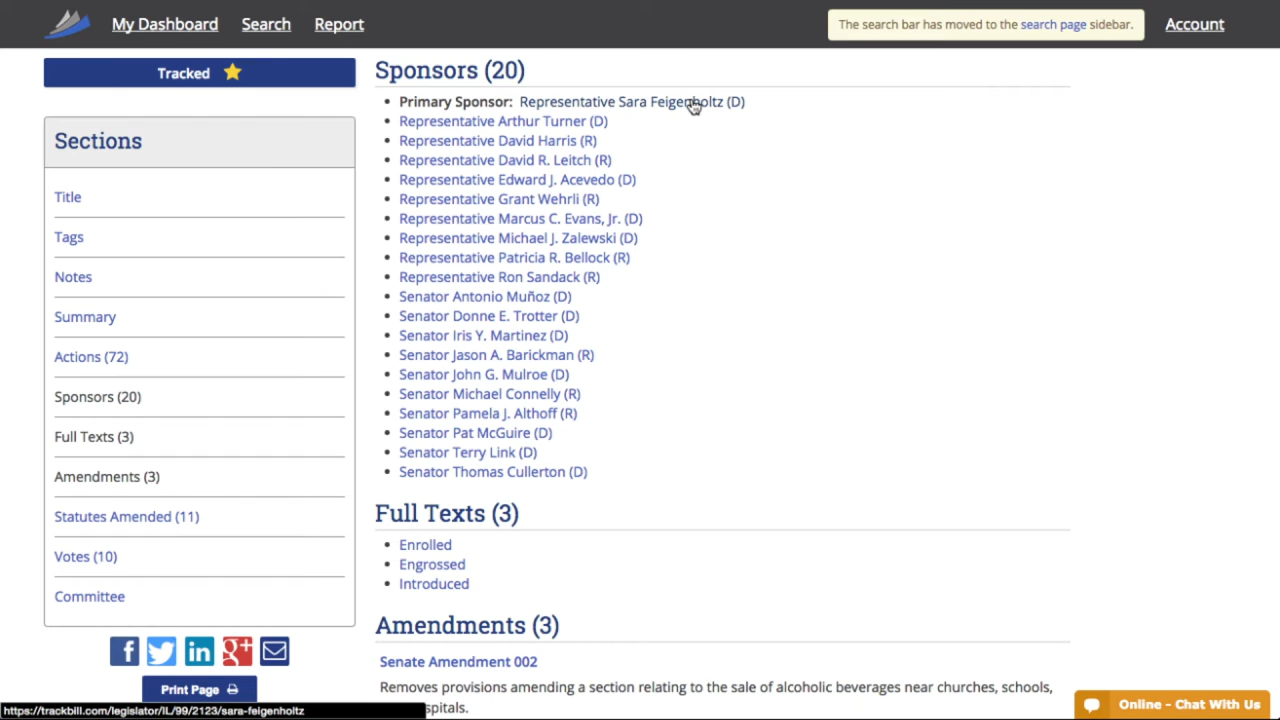 My Dashboard Search Report The search bar has moved to the search page sidebar. Account
Tracked
Sections
Title
Tags
Notes
Summary
Actions (72)
Sponsors (20)
Full Texts (3)
Amendments (3)
Statutes Amended (11)
Votes (10)
Committee
f in g+
Print Page
Sponsors (20)
Primary Sponsor: Representative Sara Feigenholtz (D)
Representative Arthur Turner (D)
Representative David Harris (R)
Representative David R. Leitch (R)
Representative Edward J. Acevedo (D)
Representative Grant Wehrli (R)
Representative Marcus C. Evans, Jr. (D)
Representative Michael J. Zalewski (D)
Representative Patricia R. Bellock (R)
Representative Ron Sandack (R)
Senator Antonio Muñoz (D)
Senator Donne E. Trotter (D)
Senator Iris Y. Martinez (D)
Senator Jason A. Barickman (R)
Senator John G. Mulroe (D)
Senator Michael Connelly (R)
Senator Pamela J. Althoff (R)
Senator Pat McGuire (D)
Senator Terry Link (D)
Senator Thomas Cullerton (D)
Full Texts (3)
Enrolled
Engrossed
Introduced
Amendments (3)
Senate Amendment 002
Removes provisions amending a section relating to the sale of alcoholic beverages near churches, schools,
spitals.
https://trackbill.com/legislator/IL/99/2123/sara-feigenholtz
Online - Chat With Us